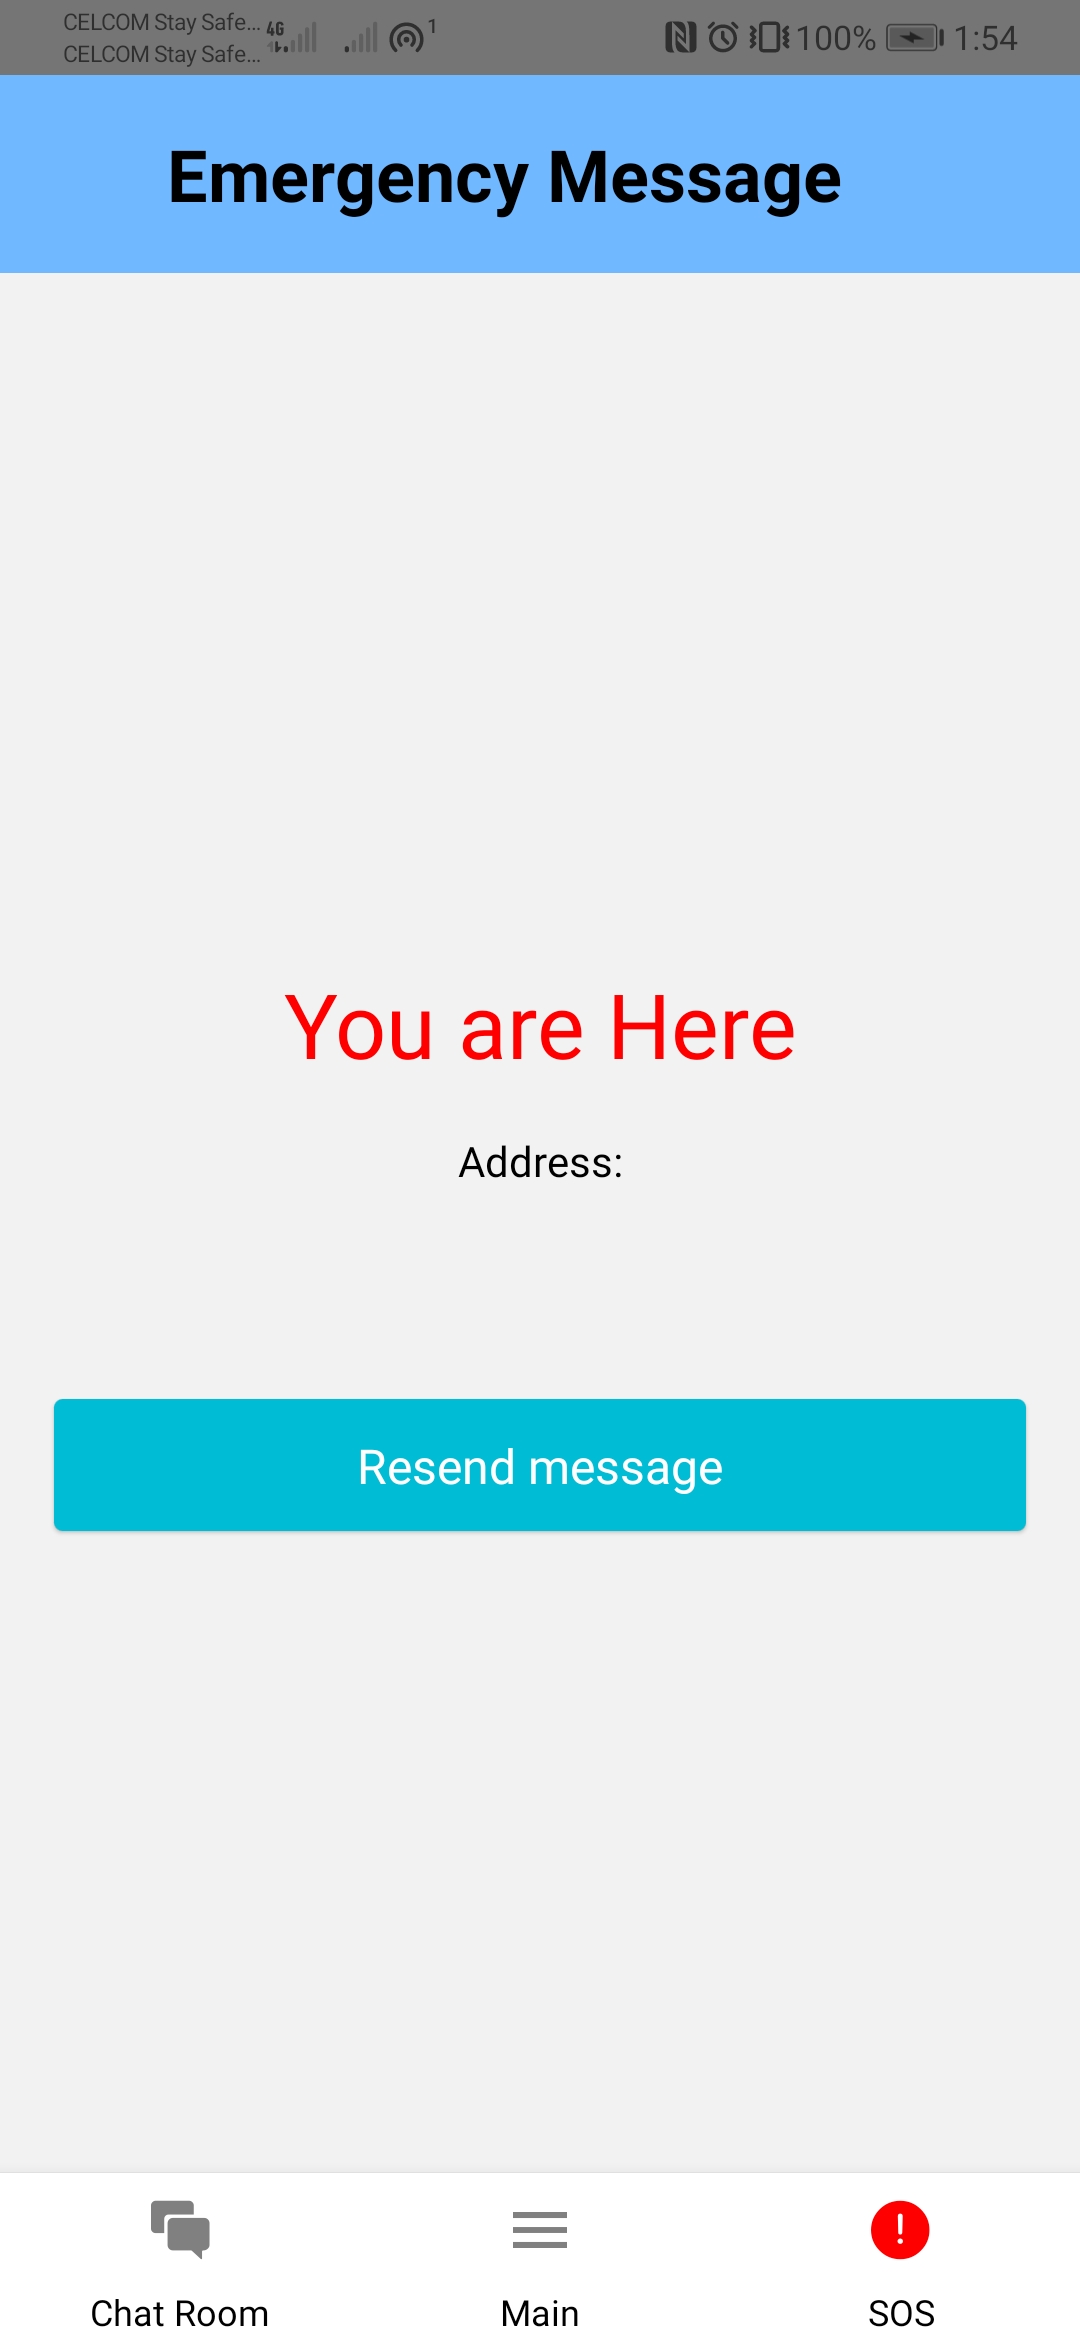 CELCOM Stay Safe...
CELCOM Stay Safe...
4G
1
100%
1:54
Emergency Message
You are Here
Address:
Resend message
Chat Room
Main
SOS